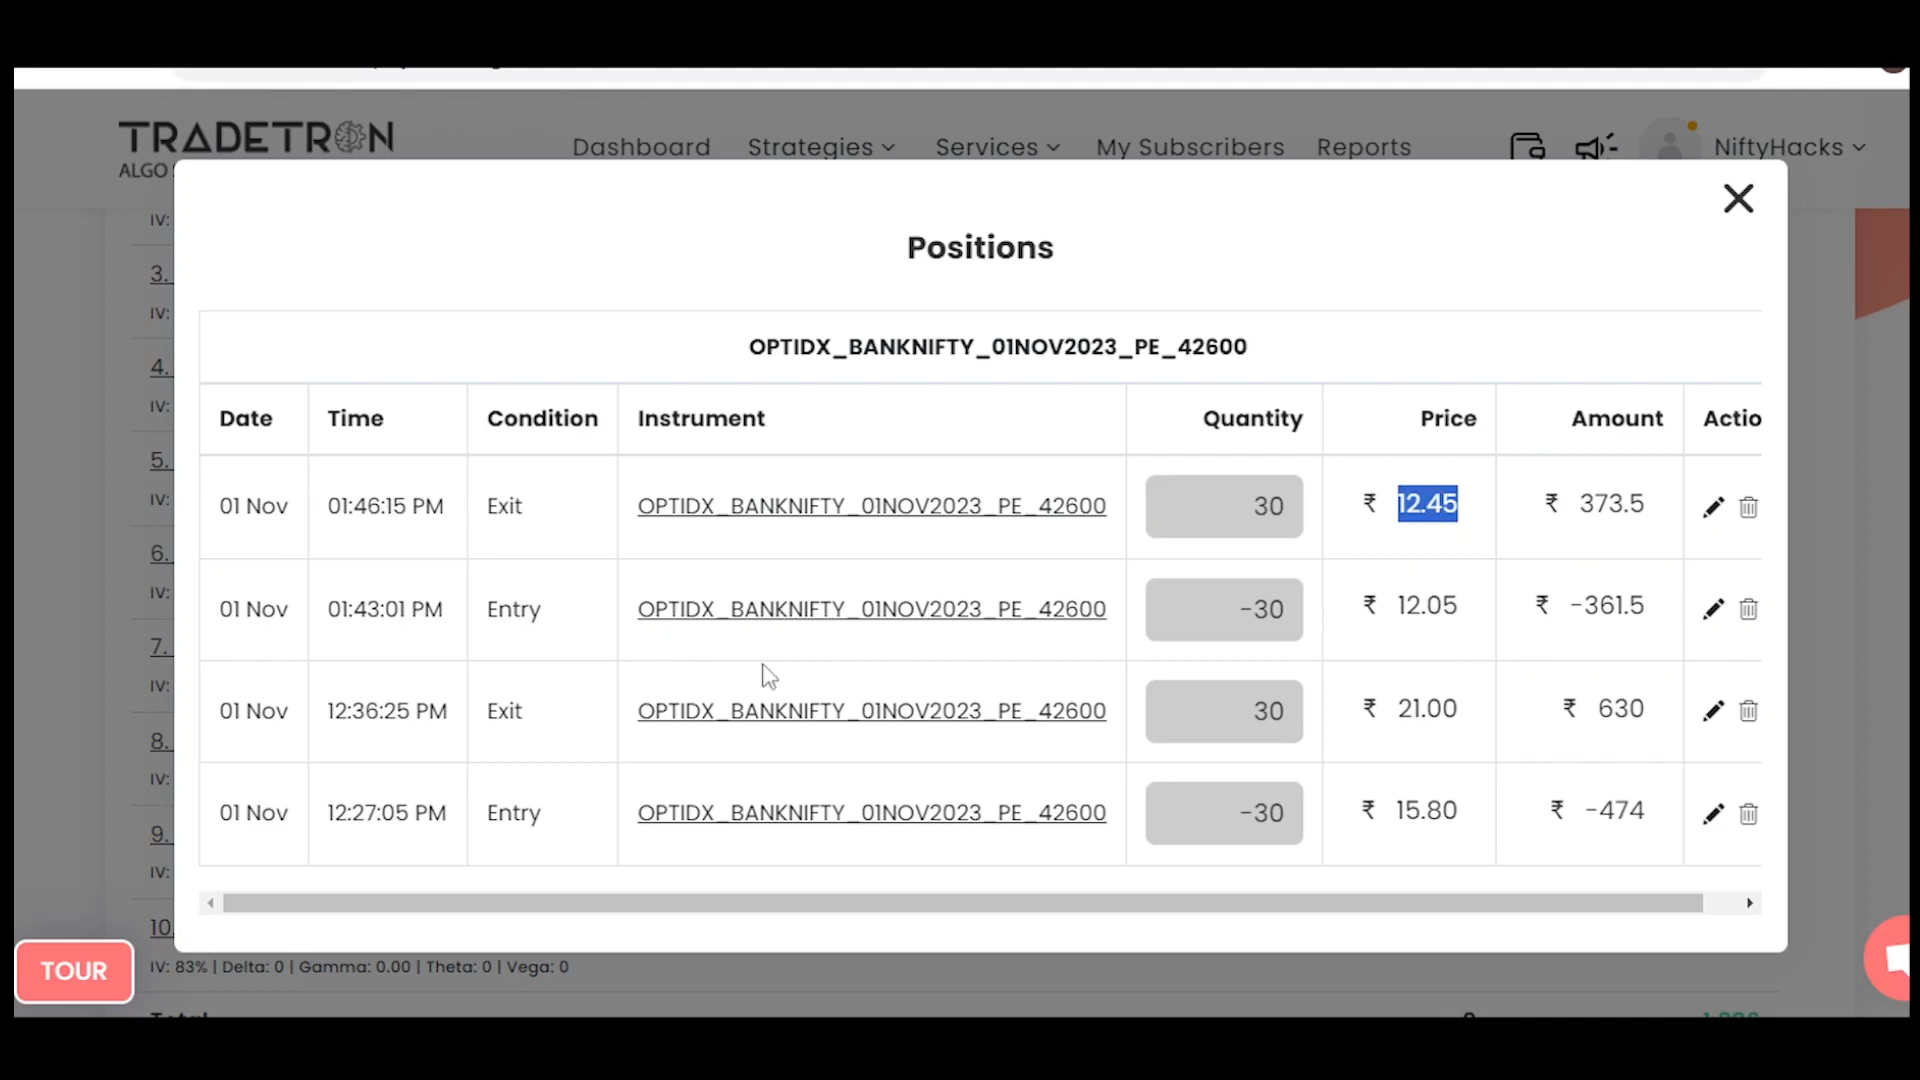 TRADETRON
ALGO
Dashboard Strategies Services My Subscribers Reports NiftyHacks
Positions
OPTIDX_BANKNIFTY_01NOV2023_PE_42600
Date Time Condition Instrument Quantity Price Amount Actio
01 Nov 01:46:15 PM Exit OPTIDX_BANKNIFTY_01NOV2023_PE_42600 30 ₹ 12.45 ₹ 373.5
01 Nov 01:43:01 PM Entry OPTIDX_BANKNIFTY_01NOV2023_PE_42600 -30 ₹ 12.05 ₹ -361.5
01 Nov 12:36:25 PM Exit OPTIDX_BANKNIFTY_01NOV2023_PE_42600 30 ₹ 21.00 ₹ 630
01 Nov 12:27:05 PM Entry OPTIDX_BANKNIFTY_01NOV2023_PE_42600 -30 ₹ 15.80 ₹ -474
IV:
3.
IV:
4.
IV:
5.
IV:
6.
IV:
7.
IV:
8.
IV:
9.
IV:
10.
IV: 83% | Delta: 0 | Gamma: 0.00 | Theta: 0 | Vega: 0
TOUR
Total